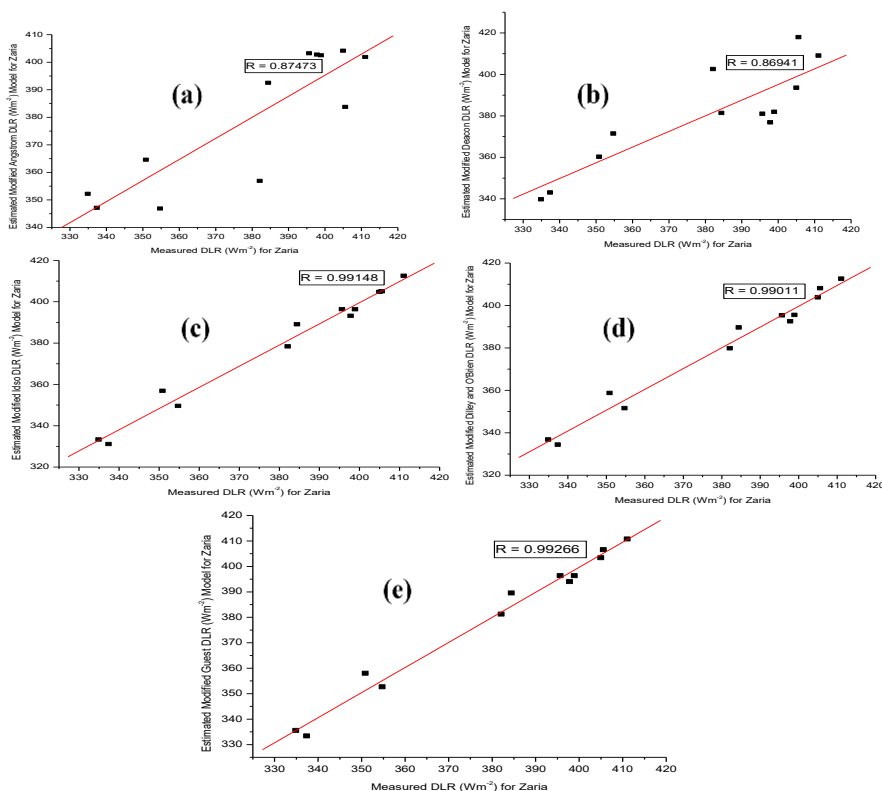 R = 0.87473
(a)
Estimated Modified Angstrom DLR (Wm-2) Model for Zaria
410
400
390
380
370
360
350
340
330 340 350 360 370 380 390 400 410 420
Measured DLR (Wm-2) for Zaria
R = 0.86941
(b)
Estimated Modified Deacon DLR (Wm-2) Model for Zaria
420
400
380
360
340
330 340 350 360 370 380 390 400 410 420
Measured DLR (Wm-2) for Zaria
R = 0.99148
(c)
Estimated Modified Idso DLR (Wm-2) Model for Zaria
420
400
380
360
340
320
330 340 350 360 370 380 390 400 410 420
Measured DLR (Wm-2) for Zaria
R = 0.99011
(d)
Estimated Modified Dilley and O'Brien DLR (Wm-2) Model for Zaria
420
400
380
360
340
320
330 340 350 360 370 380 390 400 410 420
Measured DLR (Wm-2) for Zaria
R = 0.99266
(e)
Estimated Modified Guest DLR (Wm-2) Model for Zaria
420
410
400
390
380
370
360
350
340
330
330 340 350 360 370 380 390 400 410 420
Measured DLR (Wm-2) for Zaria